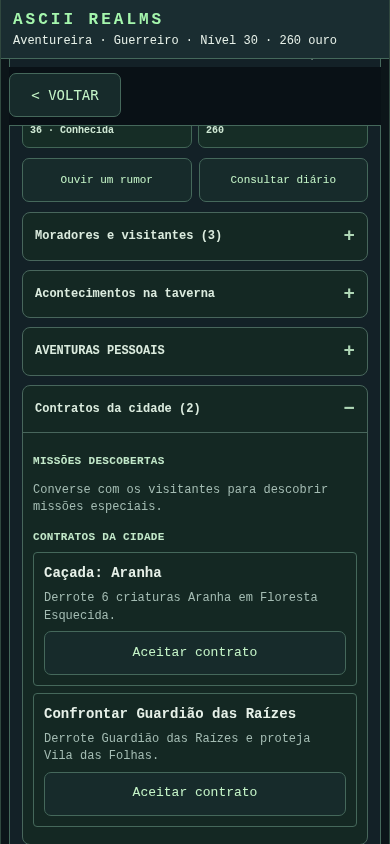 ASCII REALMS
Aventureira · Guerreiro · Nível 30 · 260 ouro
< VOLTAR
36 · Conhecida
260
Ouvir um rumor
Consultar diário
Moradores e visitantes (3) +
Acontecimentos na taverna +
AVENTURAS PESSOAIS +
Contratos da cidade (2) −
MISSÕES DESCOBERTAS
Converse com os visitantes para descobrir
missões especiais.
CONTRATOS DA CIDADE
Caçada: Aranha
Derrote 6 criaturas Aranha em Floresta
Esquecida.
Aceitar contrato
Confrontar Guardião das Raízes
Derrote Guardião das Raízes e proteja
Vila das Folhas.
Aceitar contrato